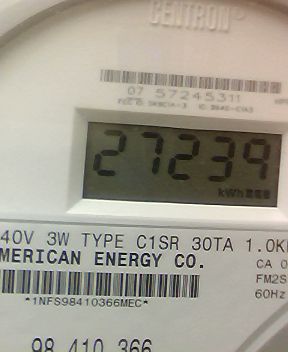 CENTRON®
07 57245311
27239
kWh
40V 3W TYPE C1SR 30TA 1.0K
MERICAN ENERGY CO.
CA 0
FM2S
60Hz
*1NFS98410366MEC*
98 410 366